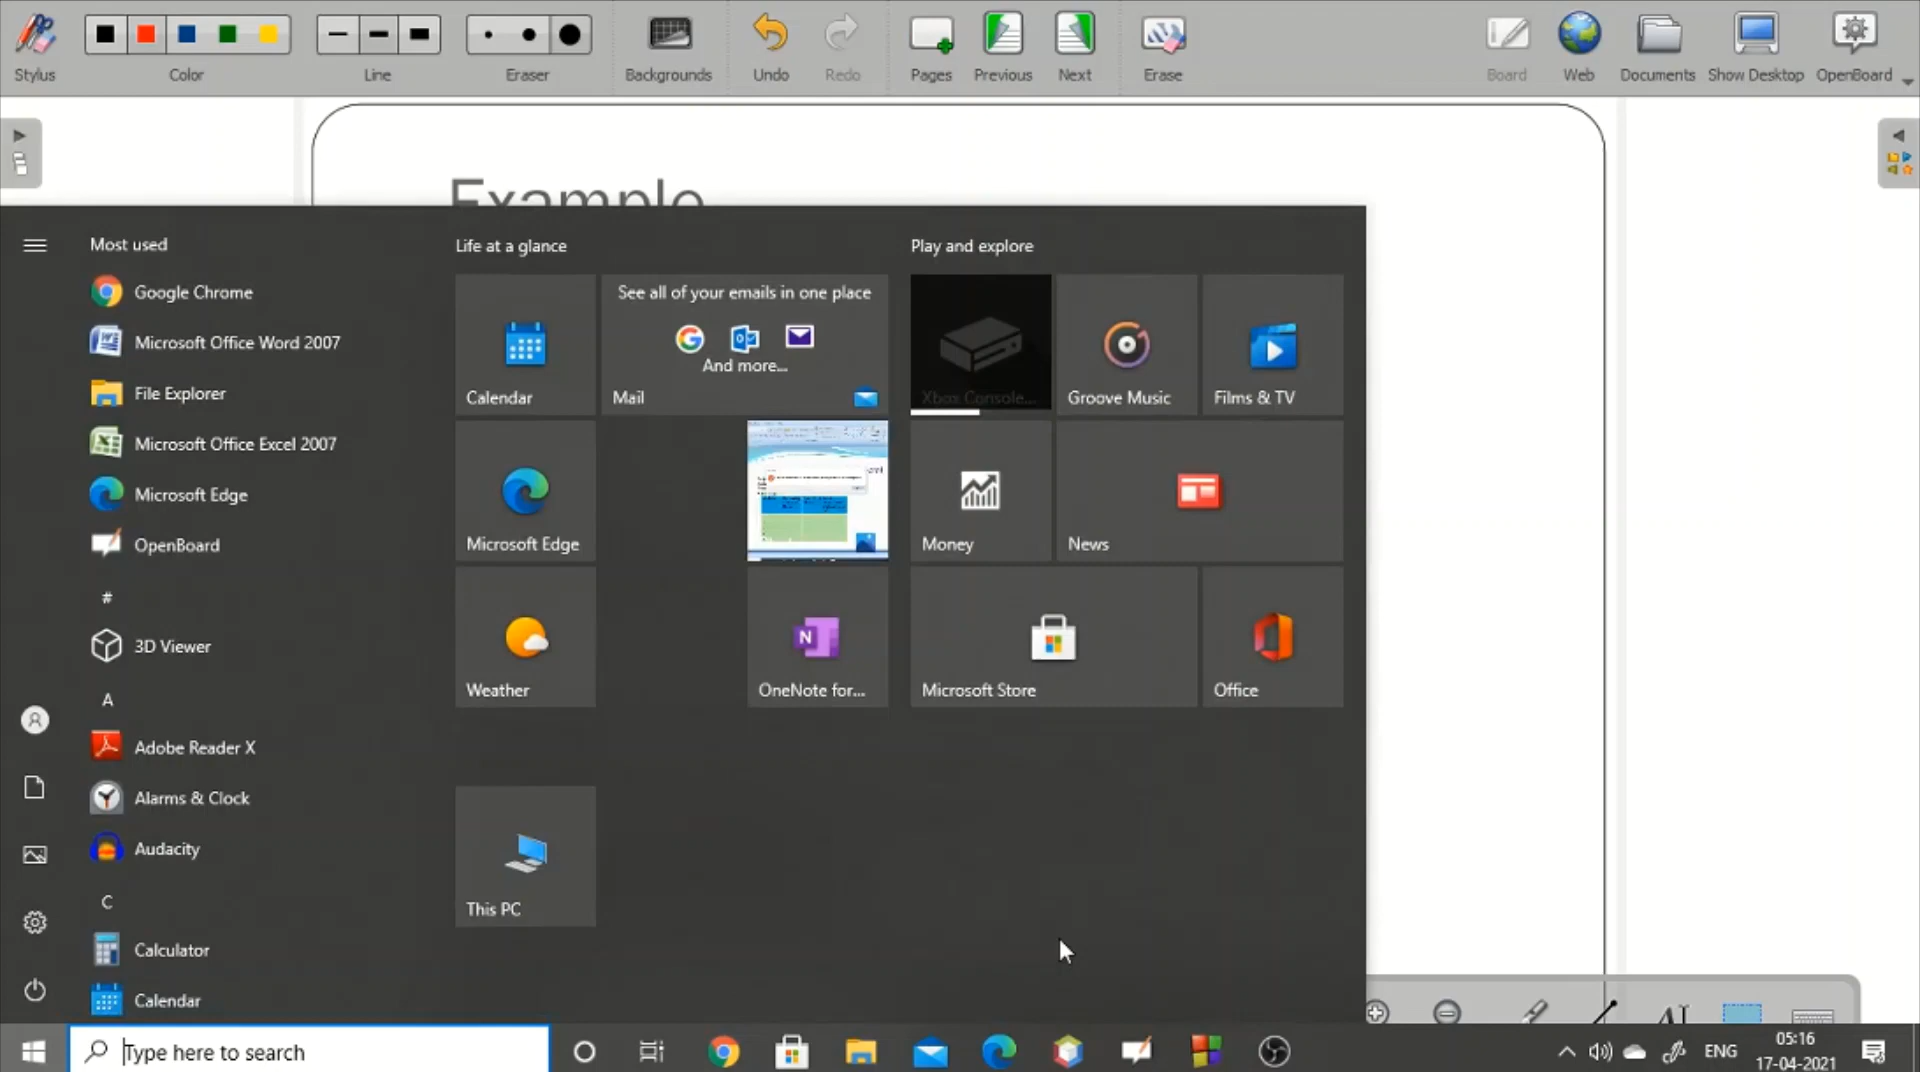 Stylus
Color
Line
Eraser
Backgrounds
Undo
Redo
Pages
Previous
Next
Erase
Board
Web
Documents
Show Desktop
OpenBoard
Example
Most used
Google Chrome
Microsoft Office Word 2007
File Explorer
Microsoft Office Excel 2007
Microsoft Edge
OpenBoard
#
3D Viewer
A
Adobe Reader X
Alarms & Clock
Audacity
C
Calculator
Calendar
Life at a glance
Calendar
See all of your emails in one place
And more...
Mail
Microsoft Edge
Weather
OneNote for...
This PC
Play and explore
Xbox Console...
Groove Music
Films & TV
Money
News
Microsoft Store
Office
Type here to search
ENG
05:16
17-04-2021